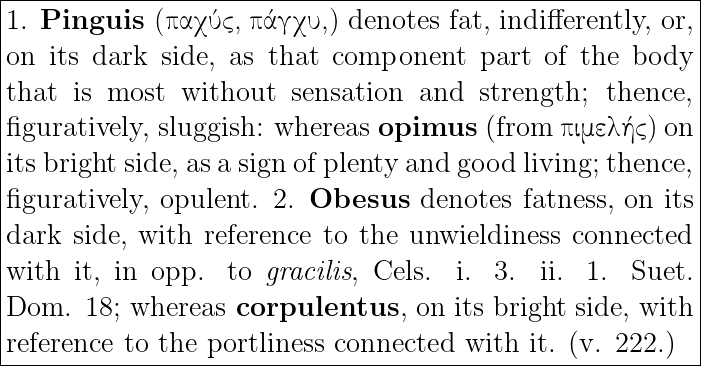 1. Pinguis (παχύς, πάγχυ,) denotes fat, indifferently, or,
on its dark side, as that component part of the body
that is most without sensation and strength; thence,
figuratively, sluggish: whereas opimus (from πιμελής) on
its bright side, as a sign of plenty and good living; thence,
figuratively, opulent. 2. Obesus denotes fatness, on its
dark side, with reference to the unwieldiness connected
with it, in opp. to gracilis, Cels. i. 3. ii. 1. Suet.
Dom. 18; whereas corpulentus, on its bright side, with
reference to the portliness connected with it. (v. 222.)